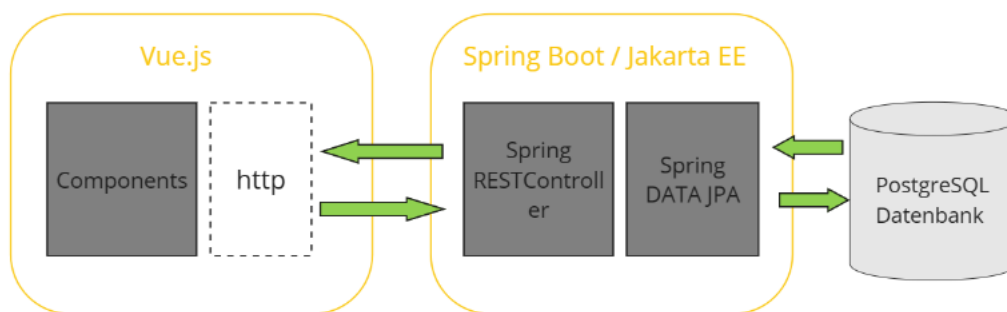 Vue.js
Components
http
Spring Boot / Jakarta EE
Spring
RESTControll
er
Spring
DATA JPA
PostgreSQL
Datenbank